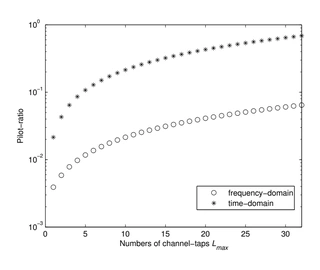 10^0
10^-1
10^-2
10^-3
Pilot-ratio
0 5 10 15 20 25 30
Numbers of channel-taps L_max
frequency-domain
time-domain